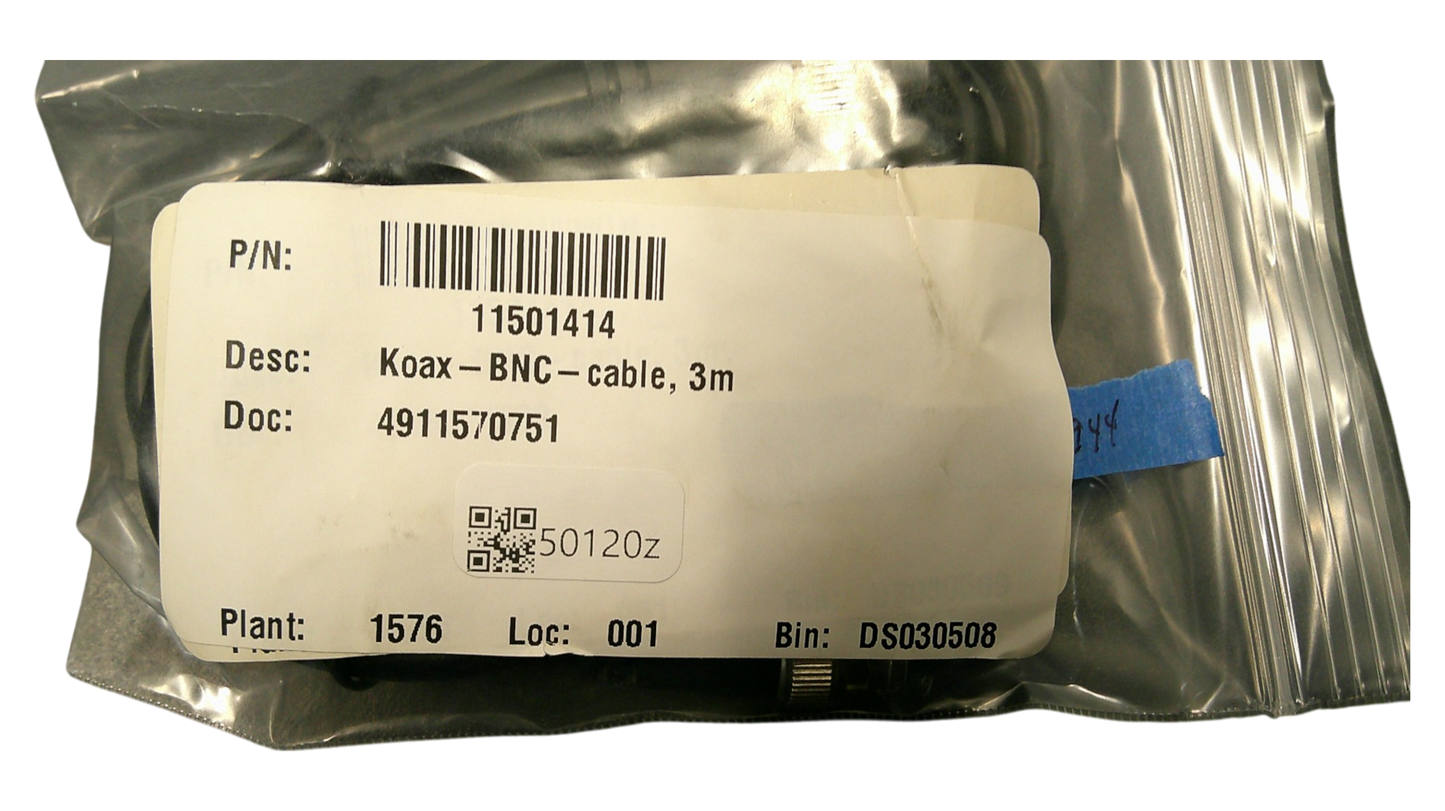 P/N:
11501414
Desc: Koax-BNC-cable, 3m
Doc: 4911570751
50120z
Plant: 1576 Loc: 001 Bin: DS030508